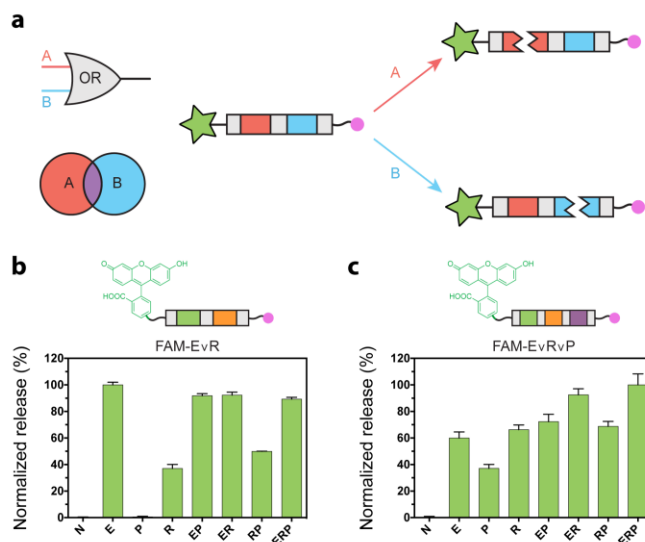 a
A
B
OR
A
B
A
B
b
c
O
O
OH
HOOC
O
O
OH
HOOC
FAM-EvR
FAM-EvRvP
Normalized release (%)
120
100
80
60
40
20
0
N
E
P
R
EP
ER
RP
ERP
Normalized release (%)
120
100
80
60
40
20
0
N
E
P
R
EP
ER
RP
ERP